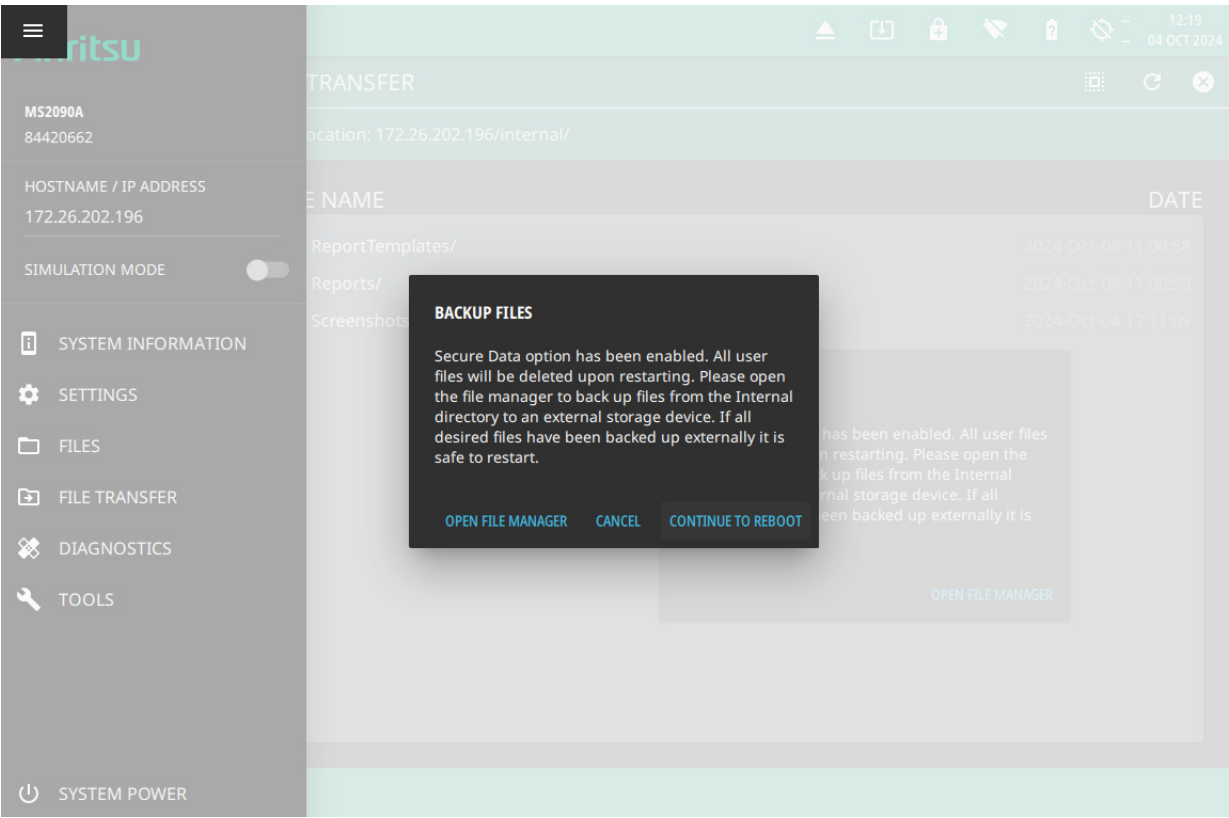 ritsu
12:19
04 OCT 2024
TRANSFER
MS2090A
84420662
ocation: 172.26.202.196/internal/
HOSTNAME / IP ADDRESS
172.26.202.196
E NAME
DATE
SIMULATION MODE
ReportTemplates/
2024-Oct-04 11:00:58
Reports/
2024-Oct-04 11:00:58
Screenshots
2024-Oct-04 12:11:09
SYSTEM INFORMATION
SETTINGS
FILES
FILE TRANSFER
DIAGNOSTICS
TOOLS
SYSTEM POWER
BACKUP FILES
Secure Data option has been enabled. All user
files will be deleted upon restarting. Please open
the file manager to back up files from the Internal
directory to an external storage device. If all
desired files have been backed up externally it is
safe to restart.
OPEN FILE MANAGER
CANCEL
CONTINUE TO REBOOT
has been enabled. All user files
n restarting. Please open the
k up files from the Internal
rnal storage device. If all
een backed up externally it is
OPEN FILE MANAGER